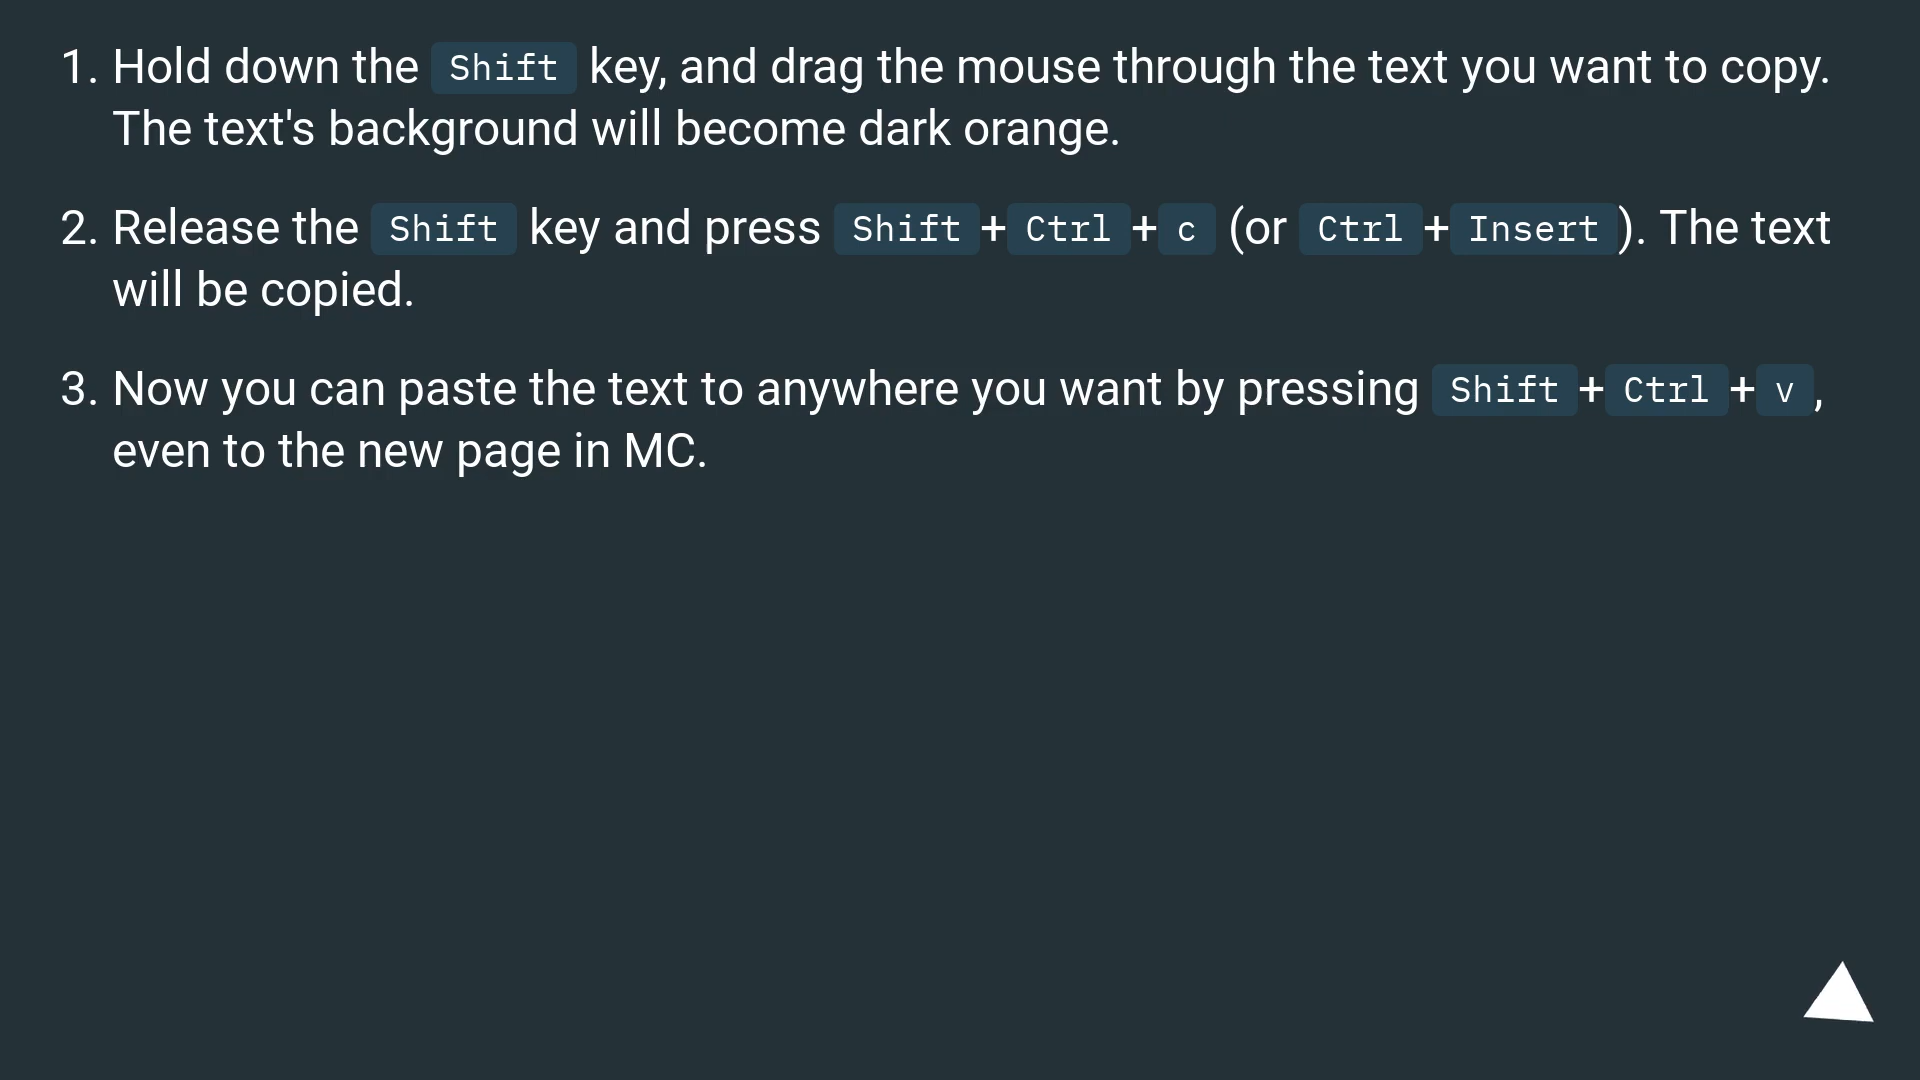 1. Hold down the Shift key, and drag the mouse through the text you want to copy.
The text's background will become dark orange.
2. Release the Shift key and press Shift+Ctrl+c (or Ctrl+Insert). The text
will be copied.
3. Now you can paste the text to anywhere you want by pressing Shift+Ctrl+v,
even to the new page in MC.